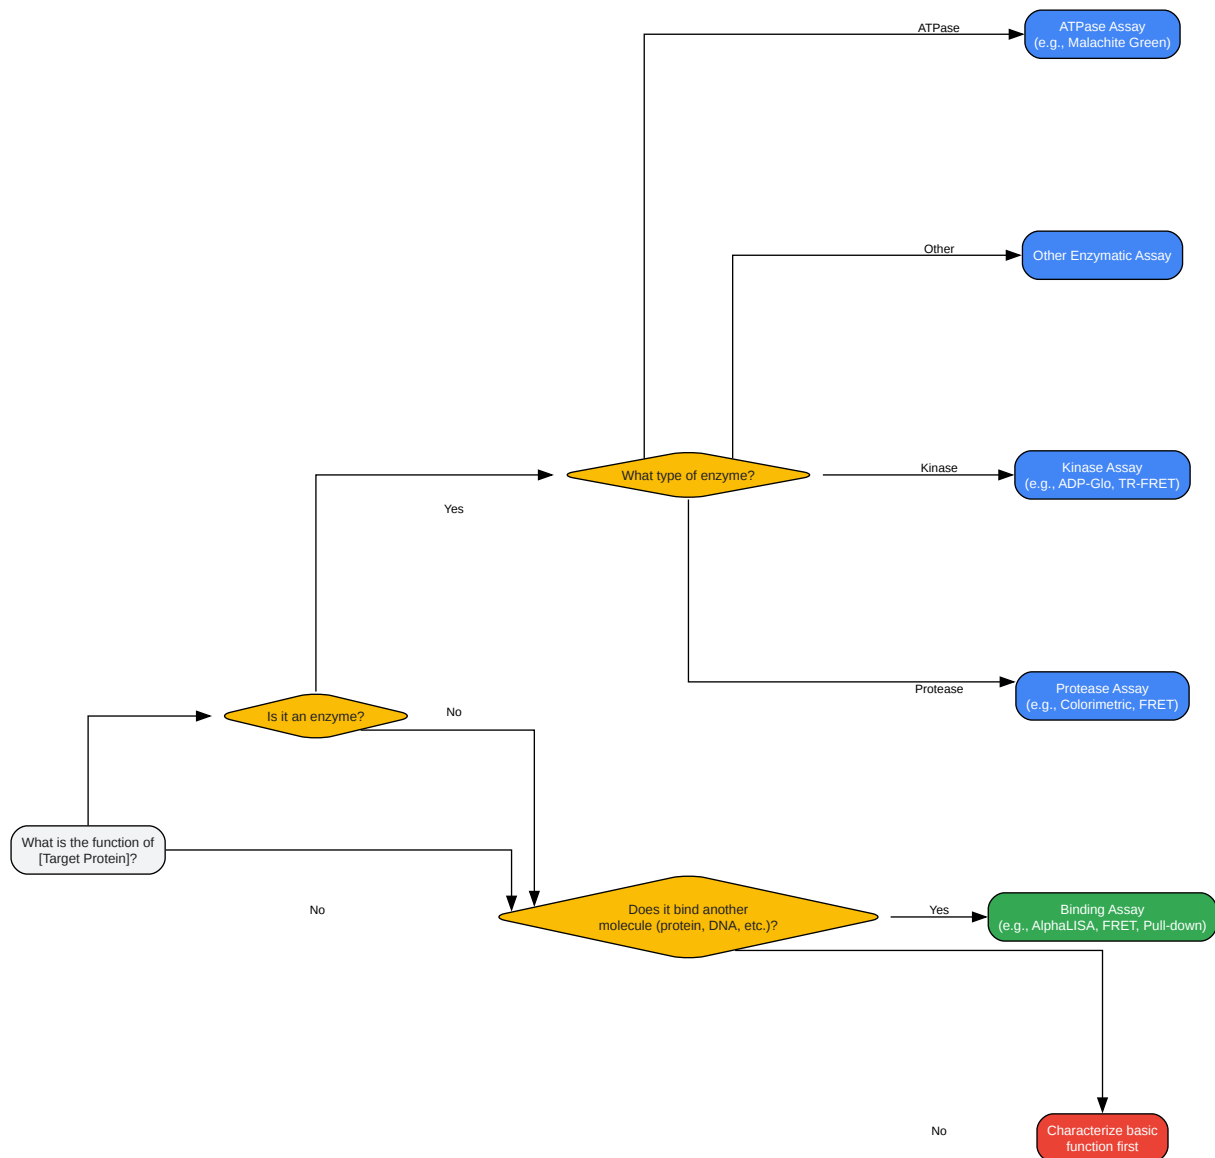 ATPase
ATPase Assay
(e.g., Malachite Green)
Other
Other Enzymatic Assay
What type of enzyme?
Kinase
Kinase Assay
(e.g., ADP-Glo, TR-FRET)
Yes
Protease
Protease Assay
(e.g., Colorimetric, FRET)
Is it an enzyme?
No
What is the function of
[Target Protein]?
No
Does it bind another
molecule (protein, DNA, etc.)?
Yes
Binding Assay
(e.g., AlphaLISA, FRET, Pull-down)
No
Characterize basic
function first